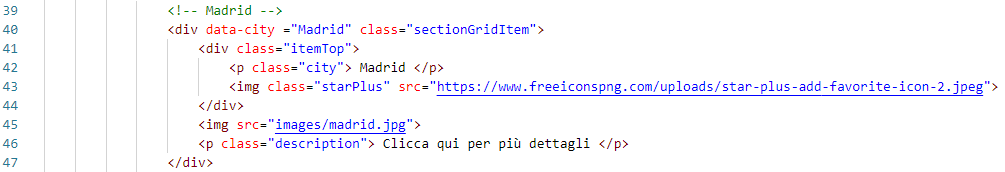 39 <!-- Madrid -->
40 <div data-city ="Madrid" class="sectionGridItem">
41 <div class="itemTop">
42 <p class="city"> Madrid </p>
43 <img class="starPlus" src="https://www.freeiconspng.com/uploads/star-plus-add-favorite-icon-2.jpeg">
44 </div>
45 <img src="images/madrid.jpg">
46 <p class="description"> Clicca qui per più dettagli </p>
47 </div>